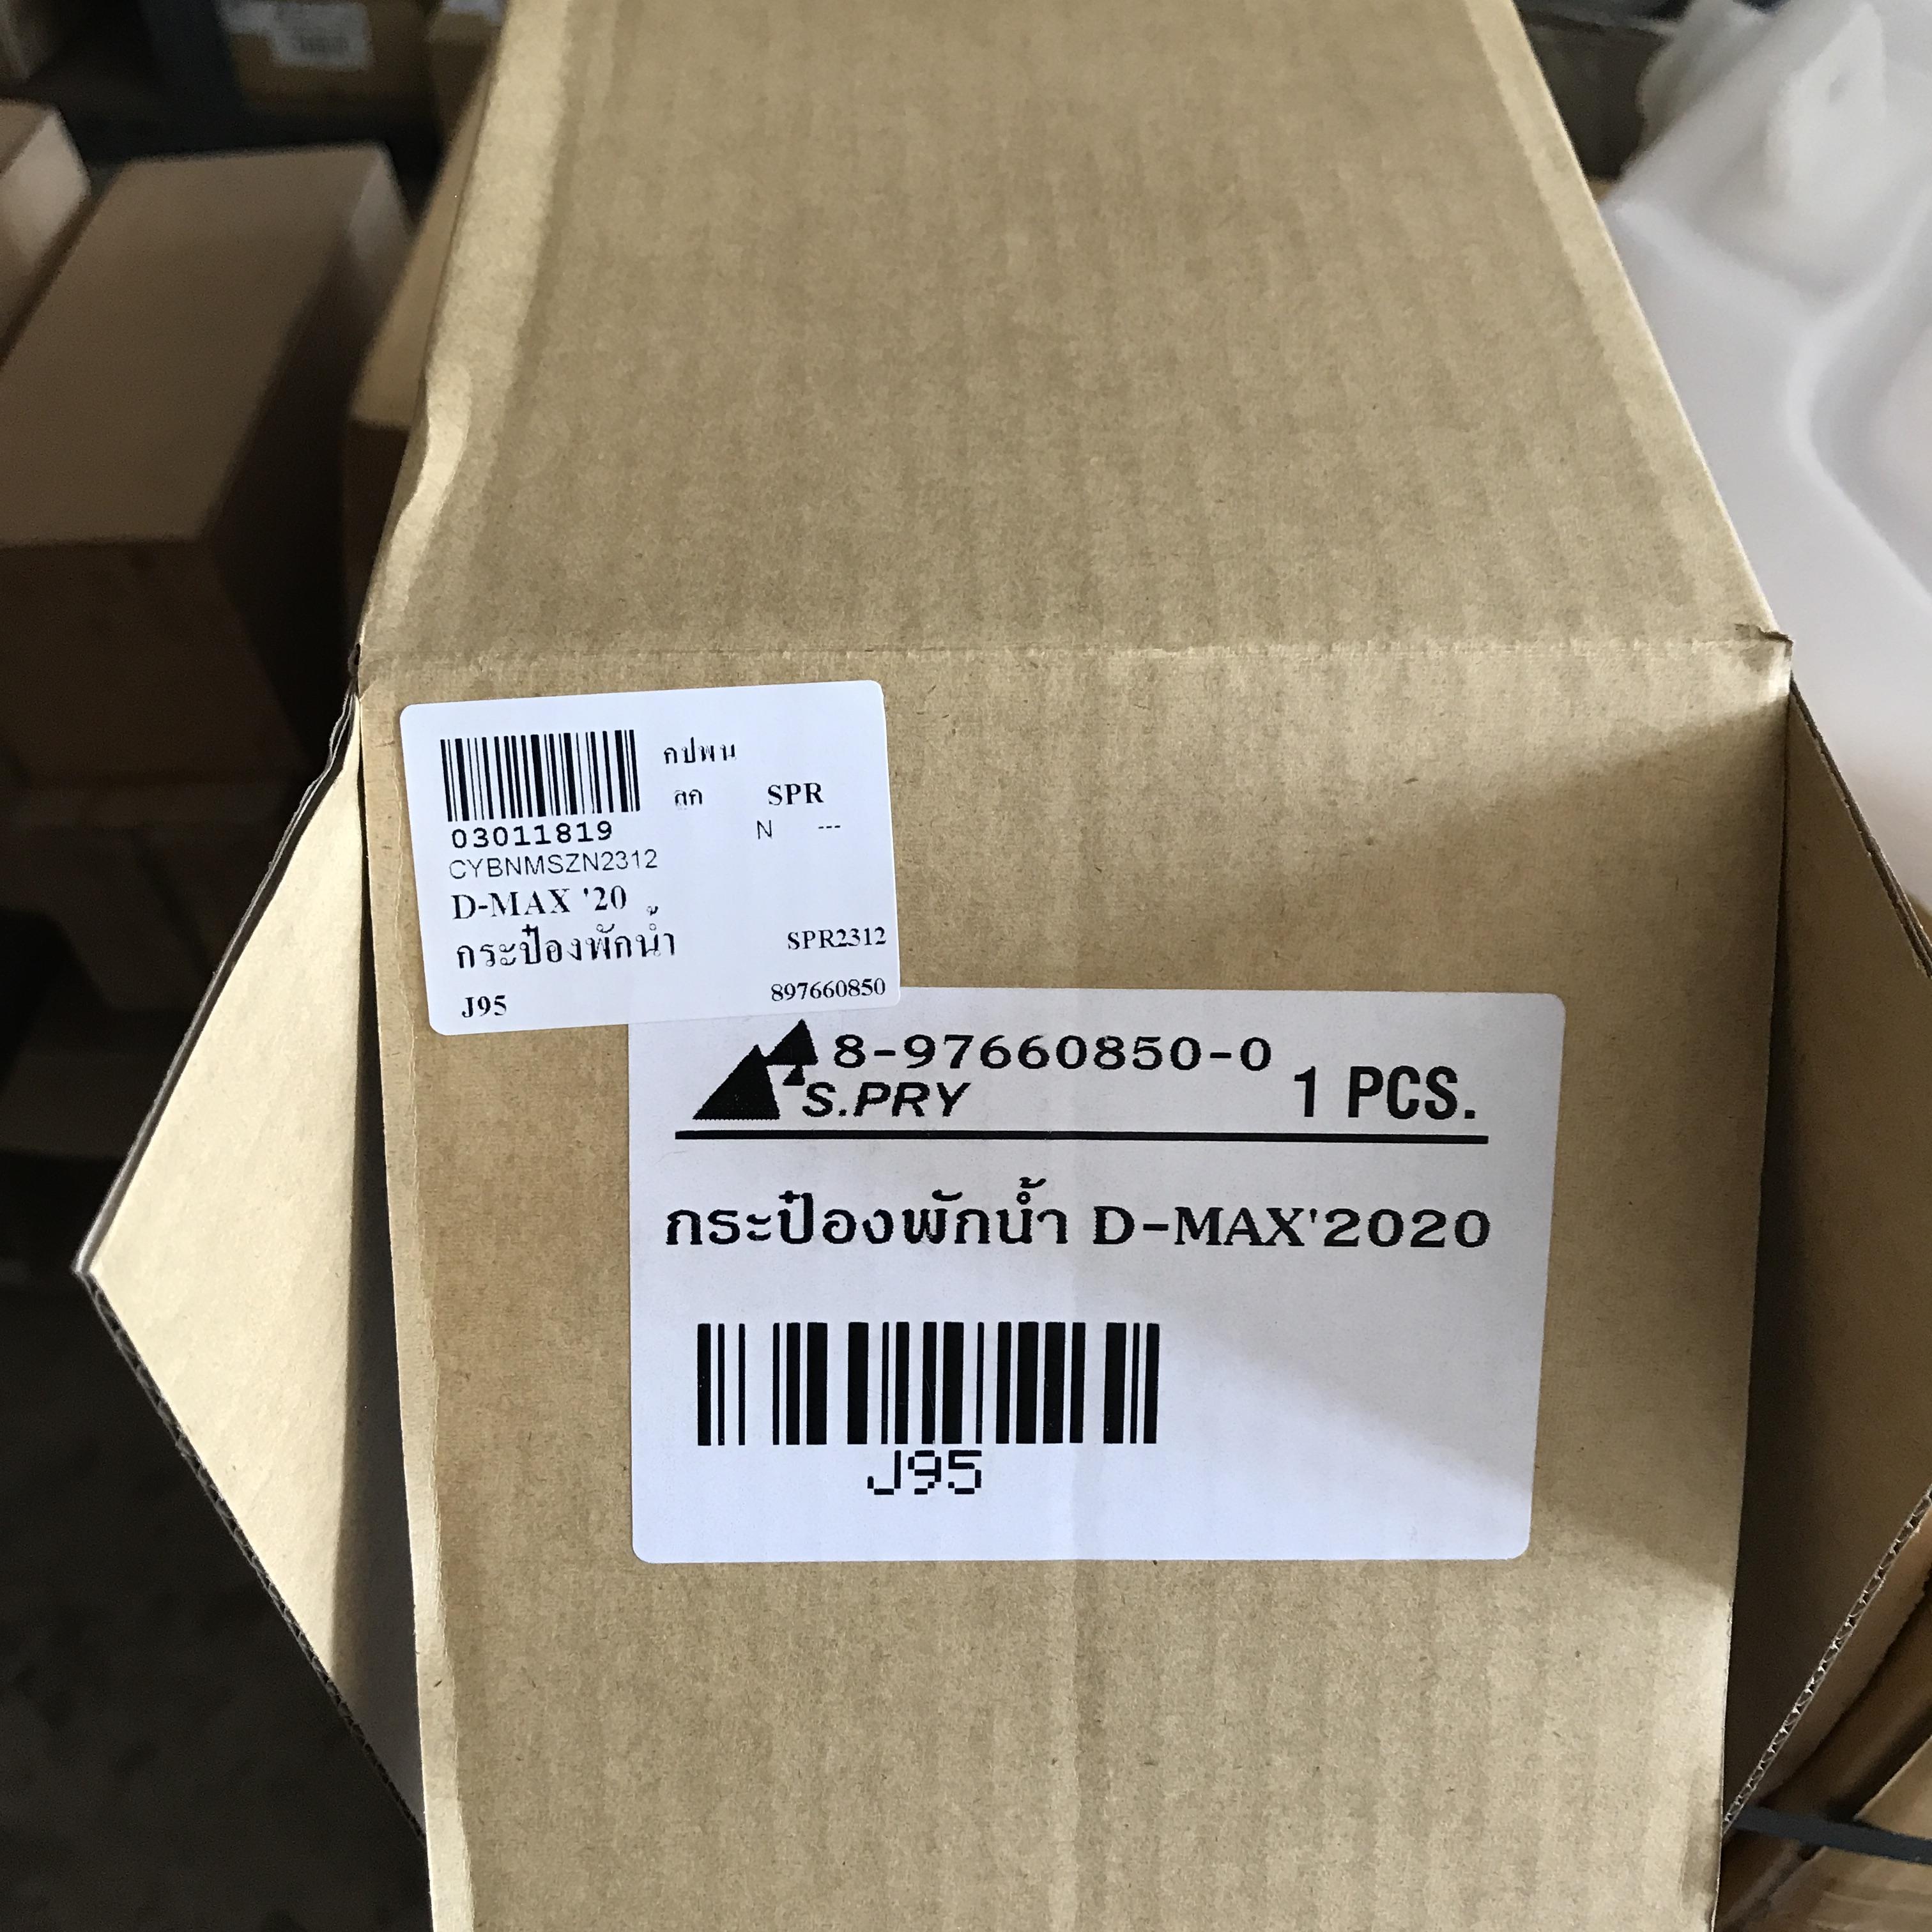 กปพน
สก SPR
03011819 N ---
CYBNMSZN2312
D-MAX '20
กระป๋องพักน้ำ SPR2312
J95 897660850
8-97660850-0
S.PRY 1 PCS.
กระป๋องพักน้ำ D-MAX'2020
J95